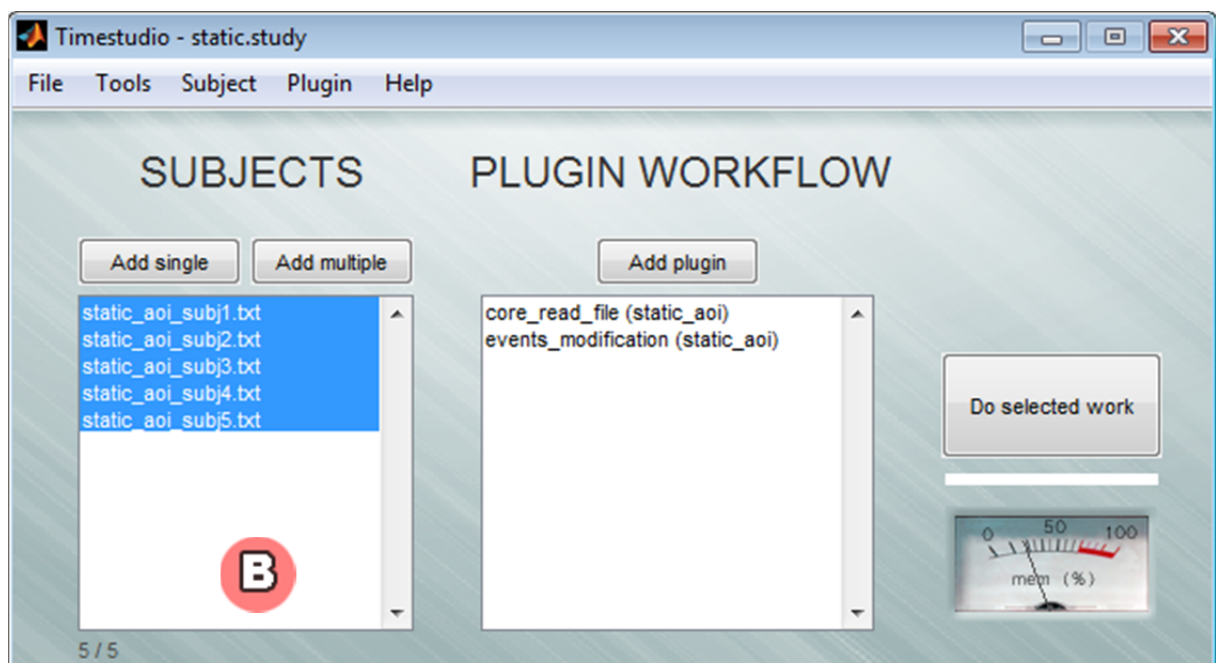 Timestudio - static.study
File Tools Subject Plugin Help
SUBJECTS PLUGIN WORKFLOW
Add single Add multiple Add plugin
static_aoi_subj1.txt
static_aoi_subj2.txt
static_aoi_subj3.txt
static_aoi_subj4.txt
static_aoi_subj5.txt
B
5 / 5
core_read_file (static_aoi)
events_modification (static_aoi)
Do selected work
0 50 100
mem (%)